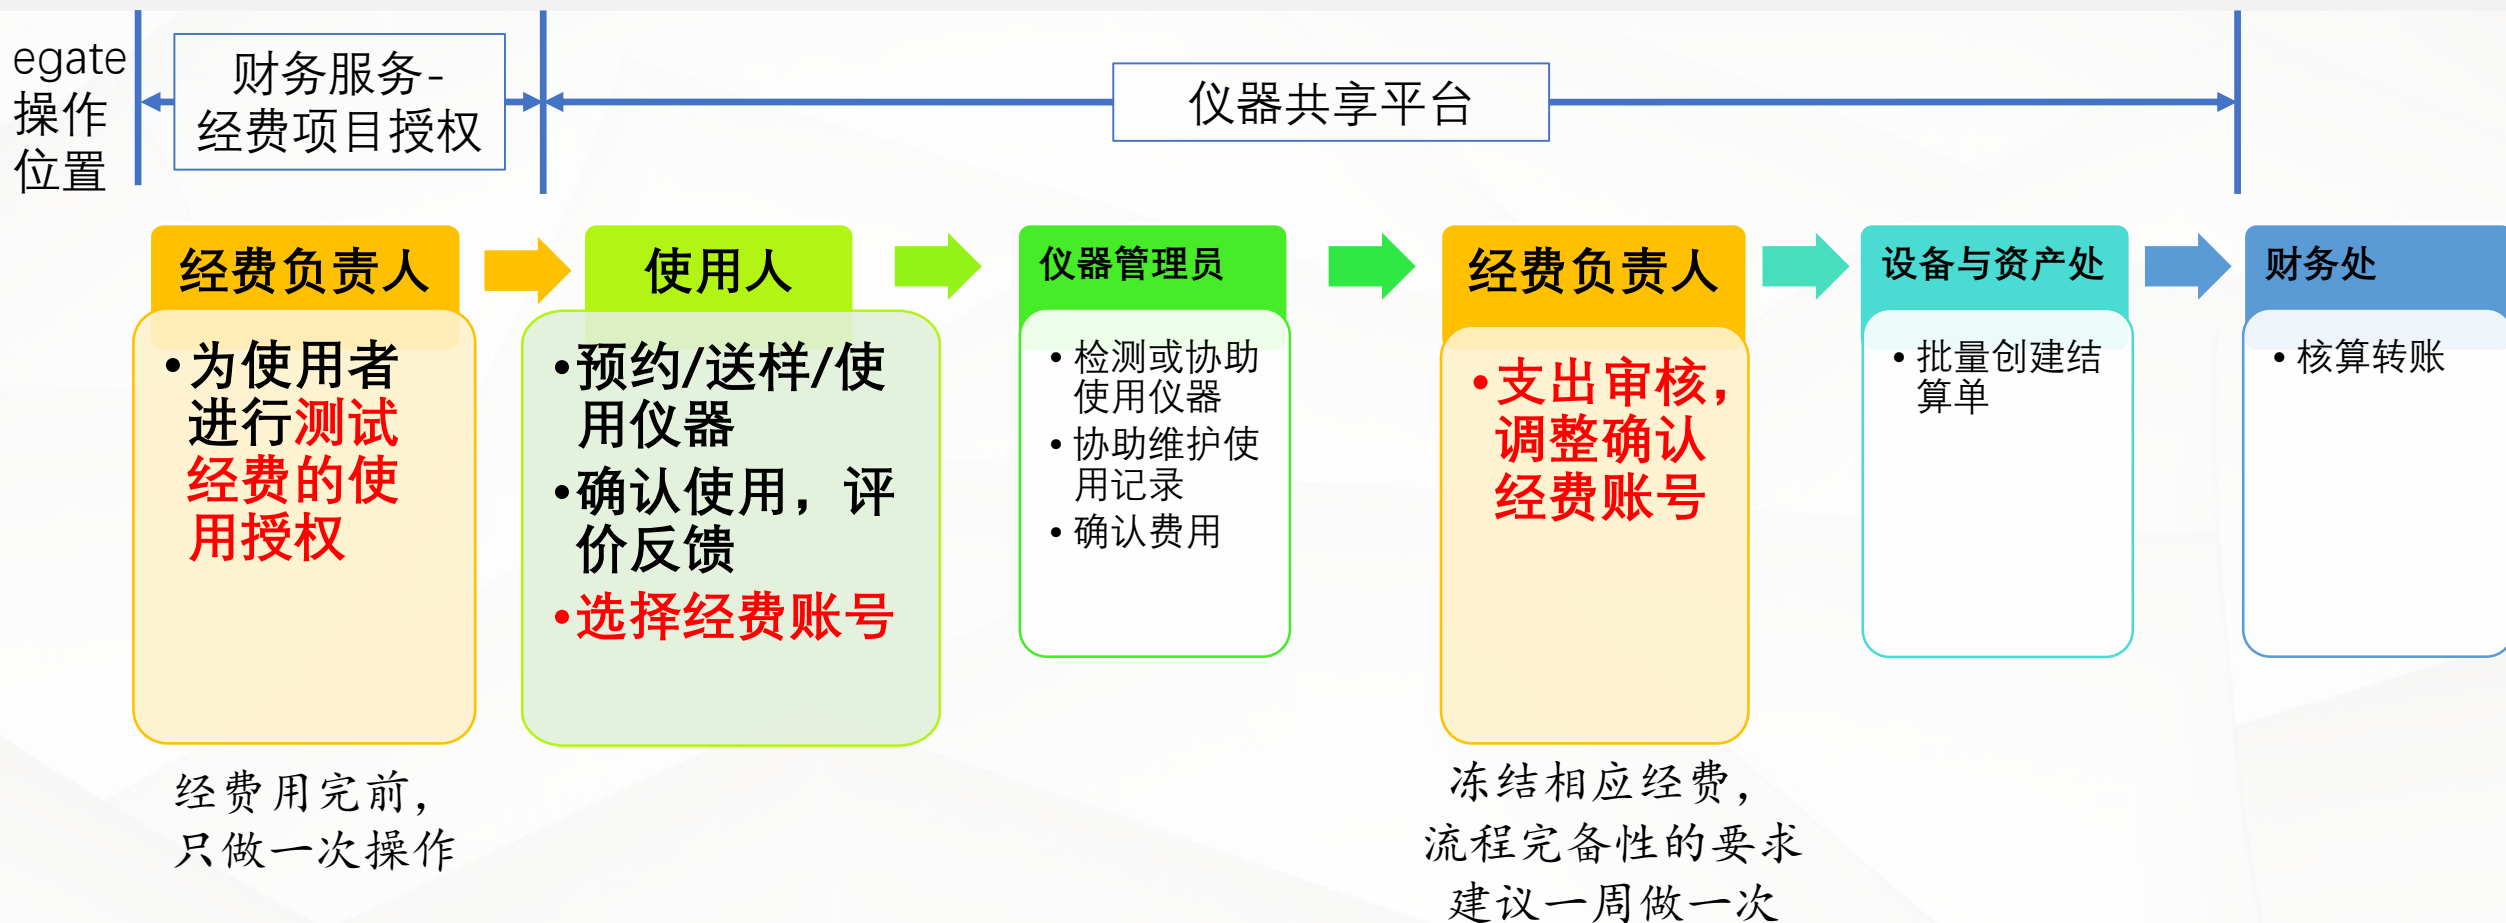 egate
操作
位置
财务服务-
经费项目授权
仪器共享平台
经费负责人
•为使用者
进行测试
经费的使
用授权
经费用完前，
只做一次操作
使用人
•预约/送样/使
用仪器
•确认使用，评
价反馈
•选择经费账号
仪器管理员
•检测或协助
使用仪器
•协助维护使
用记录
•确认费用
经费负责人
•支出审核，
调整确认
经费账号
冻结相应经费，
流程完备性的要求
建议一周做一次
设备与资产处
•批量创建结
算单
财务处
•核算转账